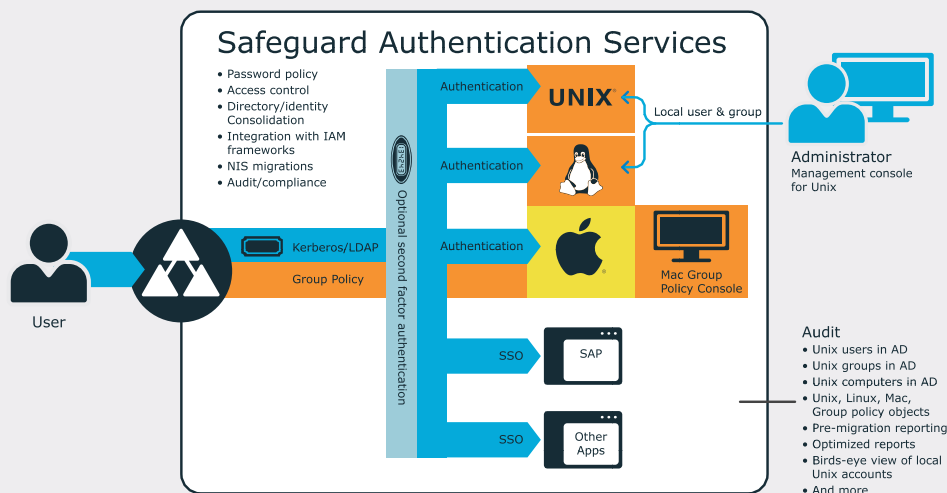 Safeguard Authentication Services
• Password policy
• Access control
• Directory/identity
Consolidation
• Integration with IAM
frameworks
• NIS migrations
• Audit/compliance
User
Kerberos/LDAP
Group Policy
Optional second factor authentication
Authentication
UNIX
Authentication
Authentication
Mac Group
Policy Console
SSO
SAP
SSO
Other
Apps
Local user & group
Administrator
Management console
for Unix
Audit
• Unix users in AD
• Unix groups in AD
• Unix computers in AD
• Unix, Linux, Mac,
Group policy objects
• Pre-migration reporting
• Optimized reports
• Birds-eye view of local
Unix accounts
• And more